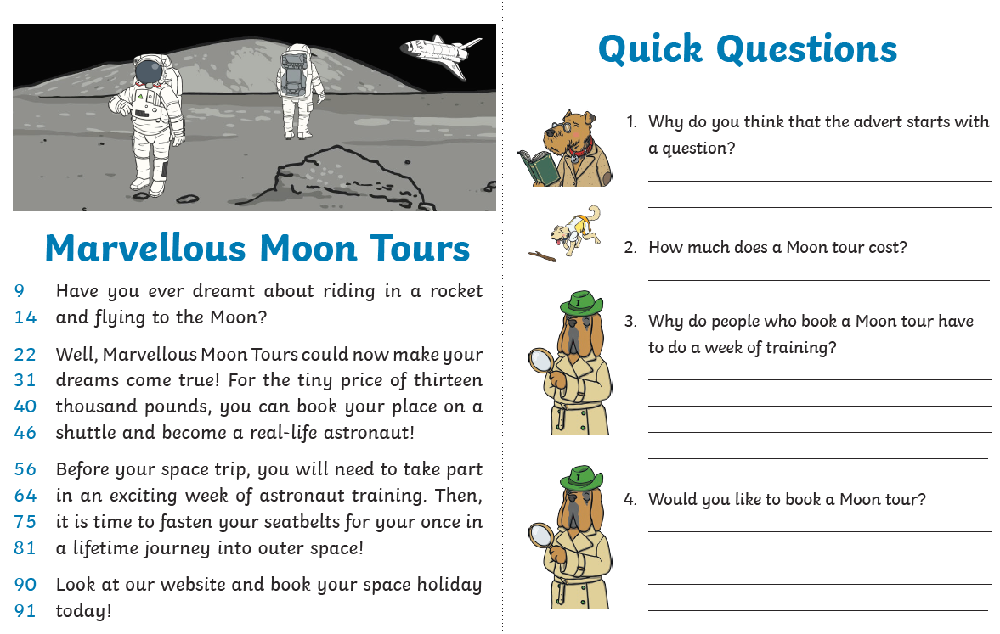 Marvellous Moon Tours
9 Have you ever dreamt about riding in a rocket
14 and flying to the Moon?
22 Well, Marvellous Moon Tours could now make your
31 dreams come true! For the tiny price of thirteen
40 thousand pounds, you can book your place on a
46 shuttle and become a real-life astronaut!
56 Before your space trip, you will need to take part
64 in an exciting week of astronaut training. Then,
75 it is time to fasten your seatbelts for your once in
81 a lifetime journey into outer space!
90 Look at our website and book your space holiday
91 today!
Quick Questions
1. Why do you think that the advert starts with
a question?
2. How much does a Moon tour cost?
I
3. Why do people who book a Moon tour have
to do a week of training?
I
4. Would you like to book a Moon tour?